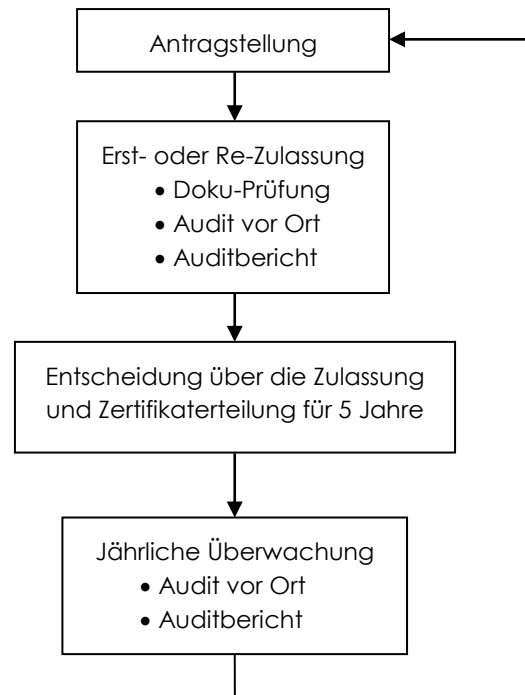 Antragstellung
Erst- oder Re-Zulassung
• Doku-Prüfung
• Audit vor Ort
• Auditbericht
Entscheidung über die Zulassung
und Zertifikaterteilung für 5 Jahre
Jährliche Überwachung
• Audit vor Ort
• Auditbericht